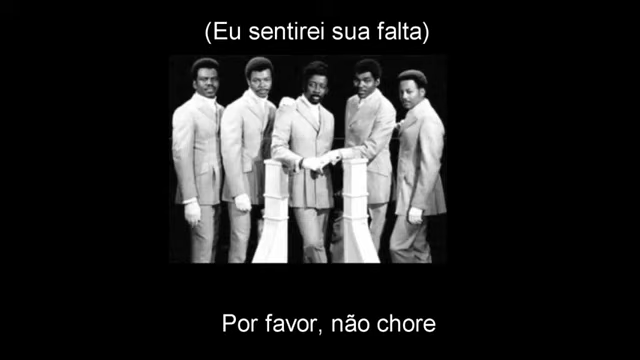 (Eu sentirei sua falta)
Por favor, não chore